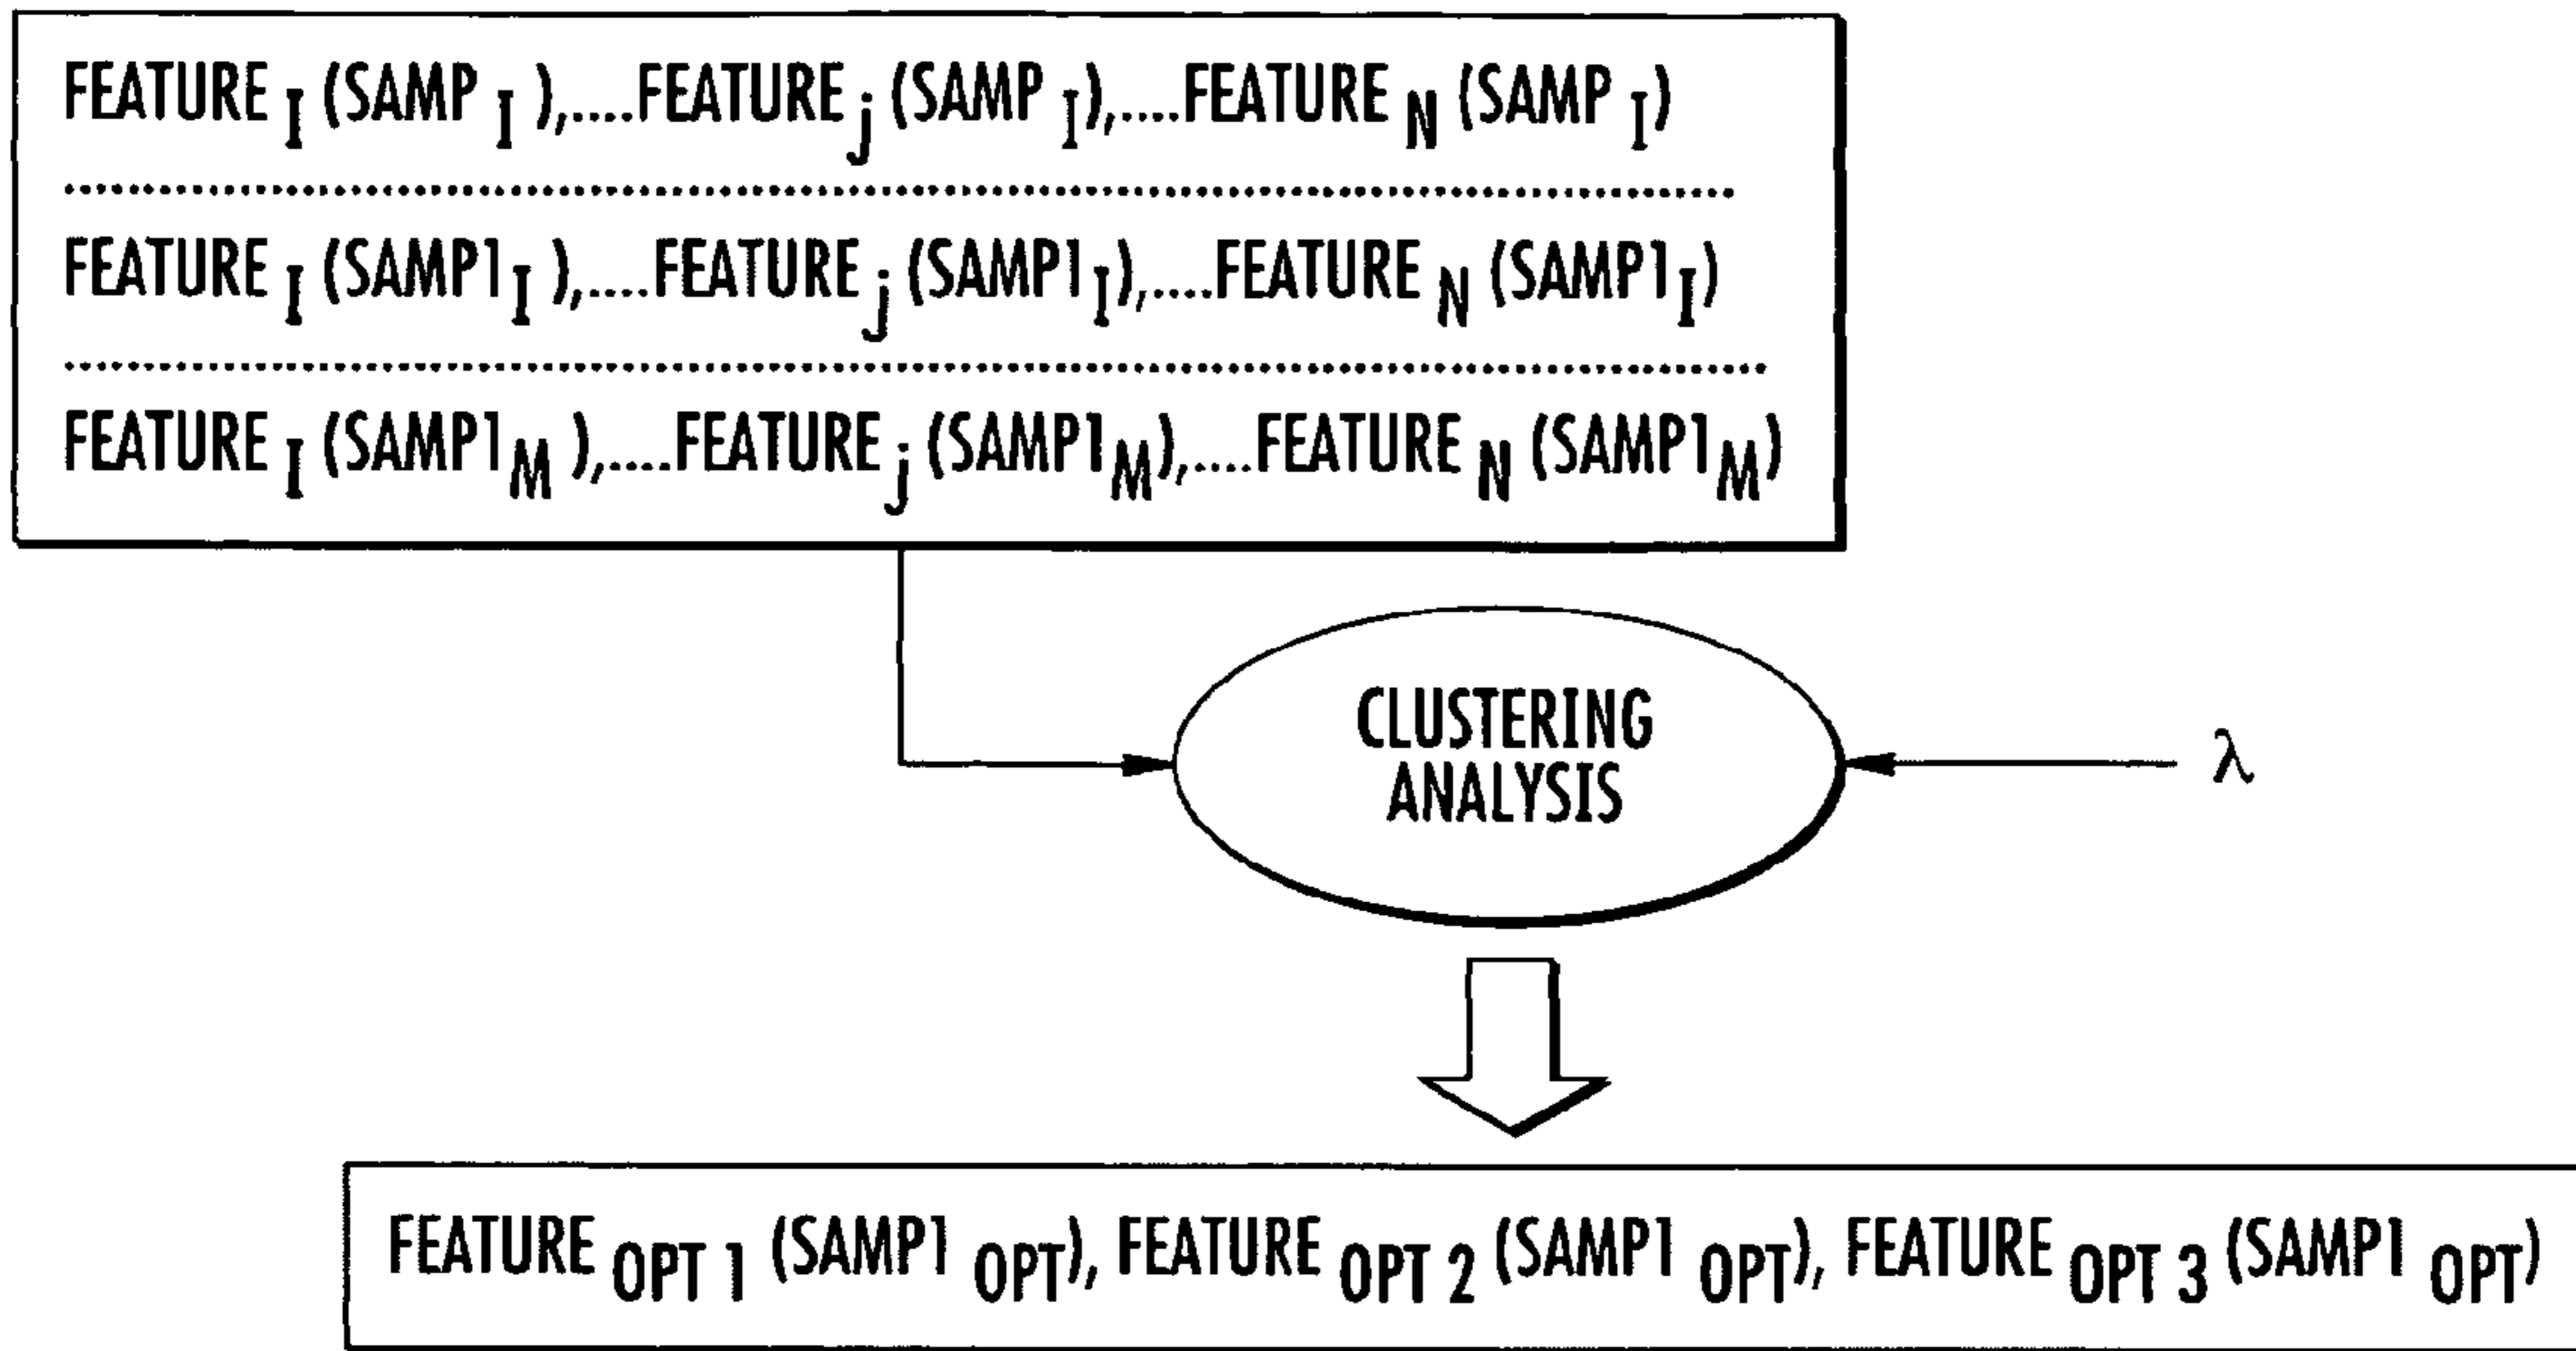 FEATURE I (SAMP I ),....FEATURE j (SAMP I),....FEATURE N (SAMP I)
FEATURE I (SAMP1 I ),....FEATURE j (SAMP1 I),....FEATURE N (SAMP1 I)
FEATURE I (SAMP1 M ),....FEATURE j (SAMP1 M),....FEATURE N (SAMP1 M)
CLUSTERING
ANALYSIS
λ
FEATURE OPT 1 (SAMP1 OPT), FEATURE OPT 2 (SAMP1 OPT), FEATURE OPT 3 (SAMP1 OPT)